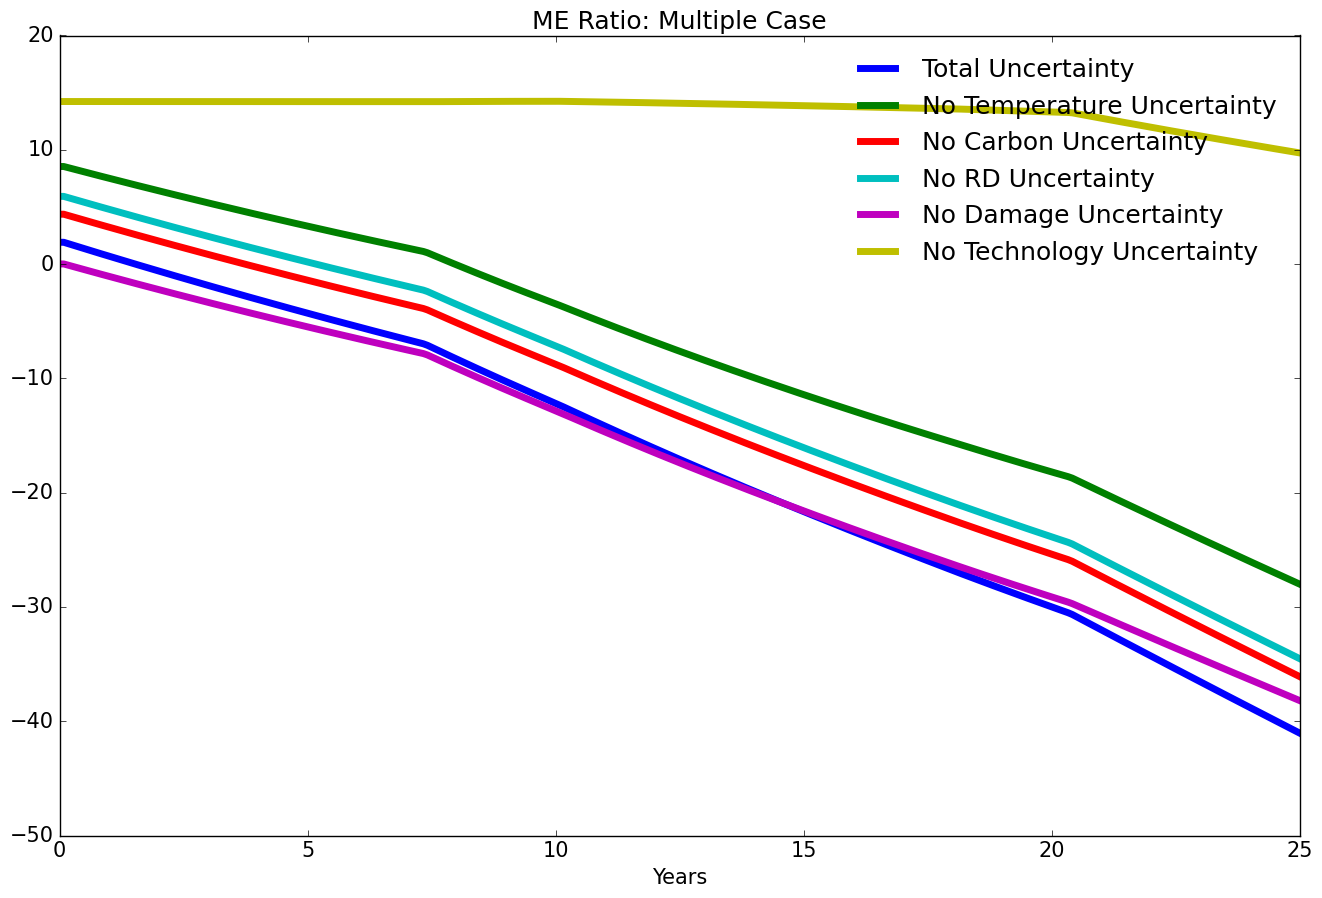 ME Ratio: Multiple Case
20
10
0
−10
−20
−30
−40
−50
Total Uncertainty
No Temperature Uncertainty
No Carbon Uncertainty
No RD Uncertainty
No Damage Uncertainty
No Technology Uncertainty
0 5 10 15 20 25
Years